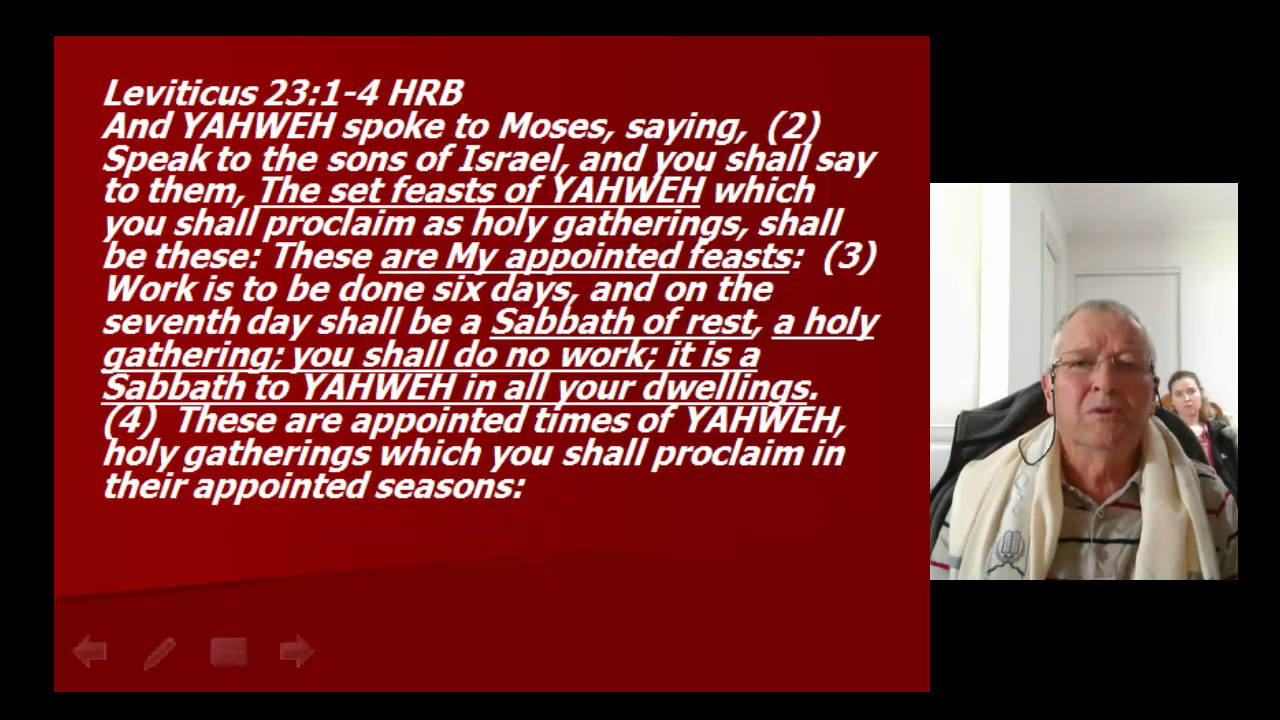 Leviticus 23:1-4 HRB
And YAHWEH spoke to Moses, saying, (2)
Speak to the sons of Israel, and you shall say
to them, The set feasts of YAHWEH which
you shall proclaim as holy gatherings, shall
be these: These are My appointed feasts: (3)
Work is to be done six days, and on the
seventh day shall be a Sabbath of rest, a holy
gathering; you shall do no work; it is a
Sabbath to YAHWEH in all your dwellings.
(4) These are appointed times of YAHWEH,
holy gatherings which you shall proclaim in
their appointed seasons: